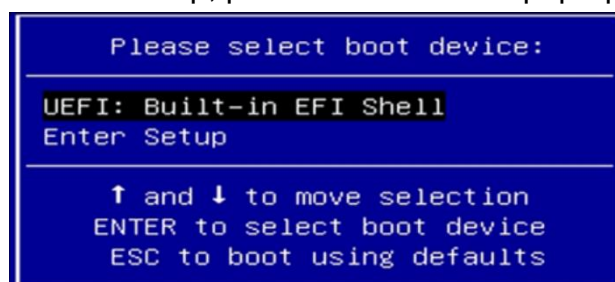 Please select boot device:
UEFI: Built-in EFI Shell
Enter Setup
↑ and ↓ to move selection
ENTER to select boot device
ESC to boot using defaults